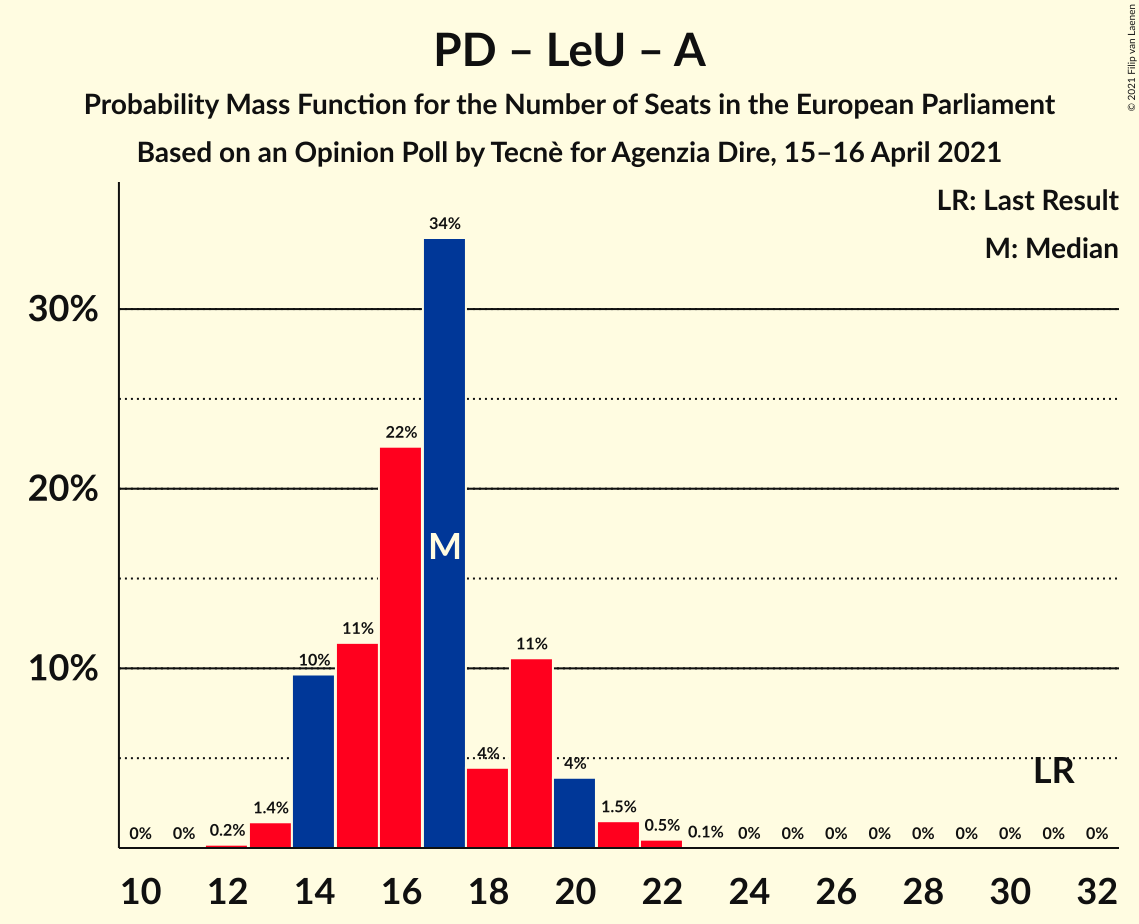 PD – LeU – A
Probability Mass Function for the Number of Seats in the European Parliament
Based on an Opinion Poll by Tecnè for Agenzia Dire, 15–16 April 2021
© 2021 Filip van Laenen
LR: Last Result
M: Median
30%
20%
10%
0% 0% 0.2% 1.4% 10% 11% 22% 34% 4% 11% 4% 1.5% 0.5% 0.1% 0% 0% 0% 0% 0% 0% 0% 0% 0%
M
LR
10 12 14 16 18 20 22 24 26 28 30 32